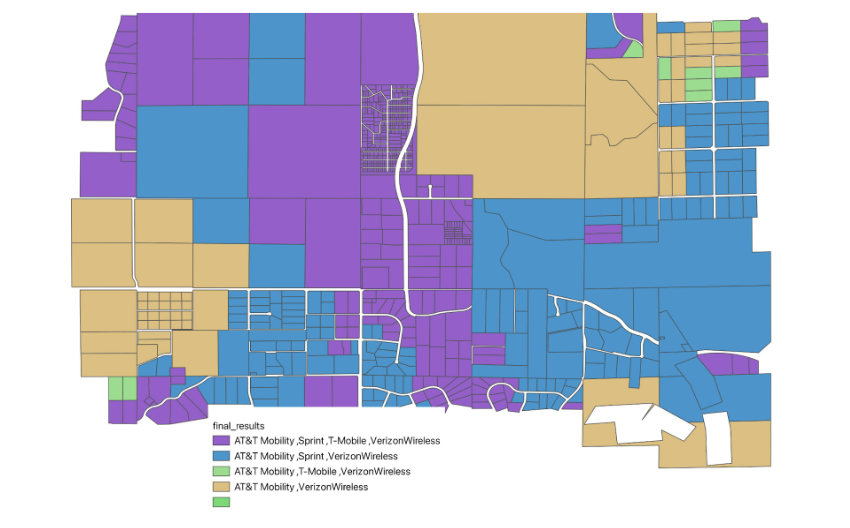 final_results
AT&T Mobility ,Sprint ,T-Mobile ,VerizonWireless
AT&T Mobility ,Sprint ,VerizonWireless
AT&T Mobility ,T-Mobile ,VerizonWireless
AT&T Mobility ,VerizonWireless